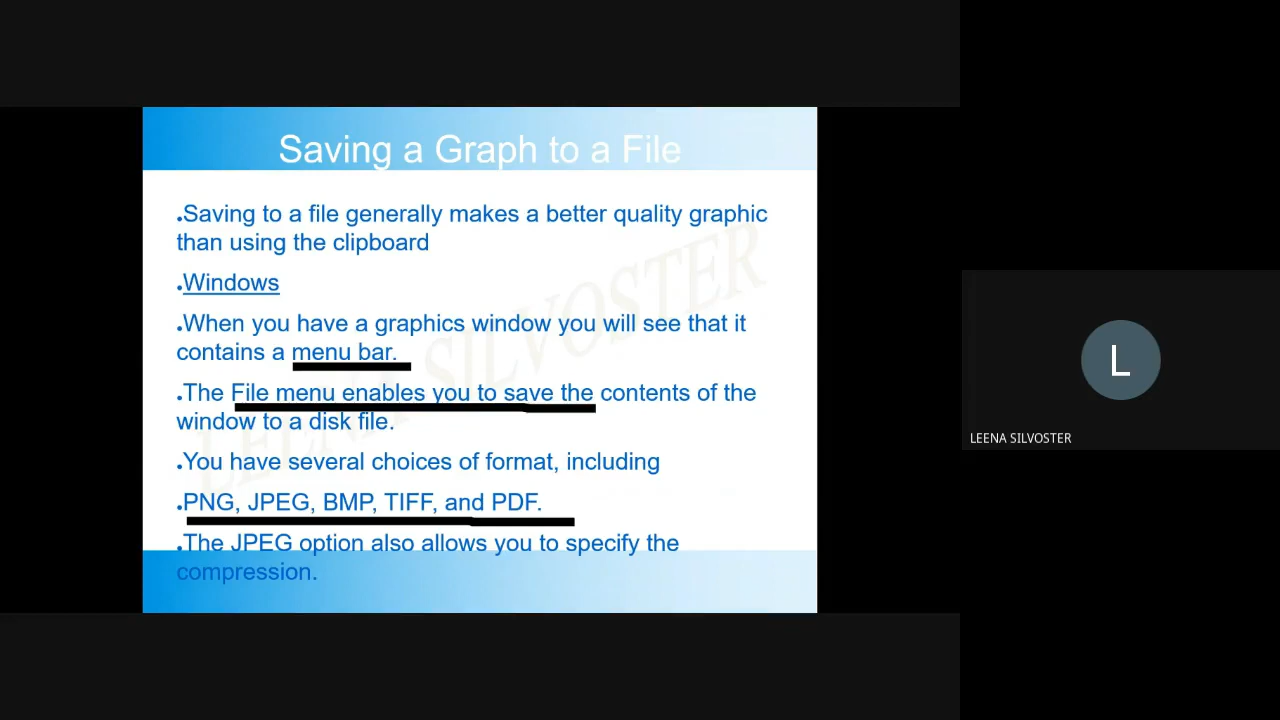 Saving a Graph to a File
.Saving to a file generally makes a better quality graphic
than using the clipboard
.Windows
.When you have a graphics window you will see that it
contains a menu bar.
.The File menu enables you to save the contents of the
window to a disk file.
.You have several choices of format, including
.PNG, JPEG, BMP, TIFF, and PDF.
.The JPEG option also allows you to specify the
compression.
LEENA SILVOSTER
L
LEENA SILVOSTER